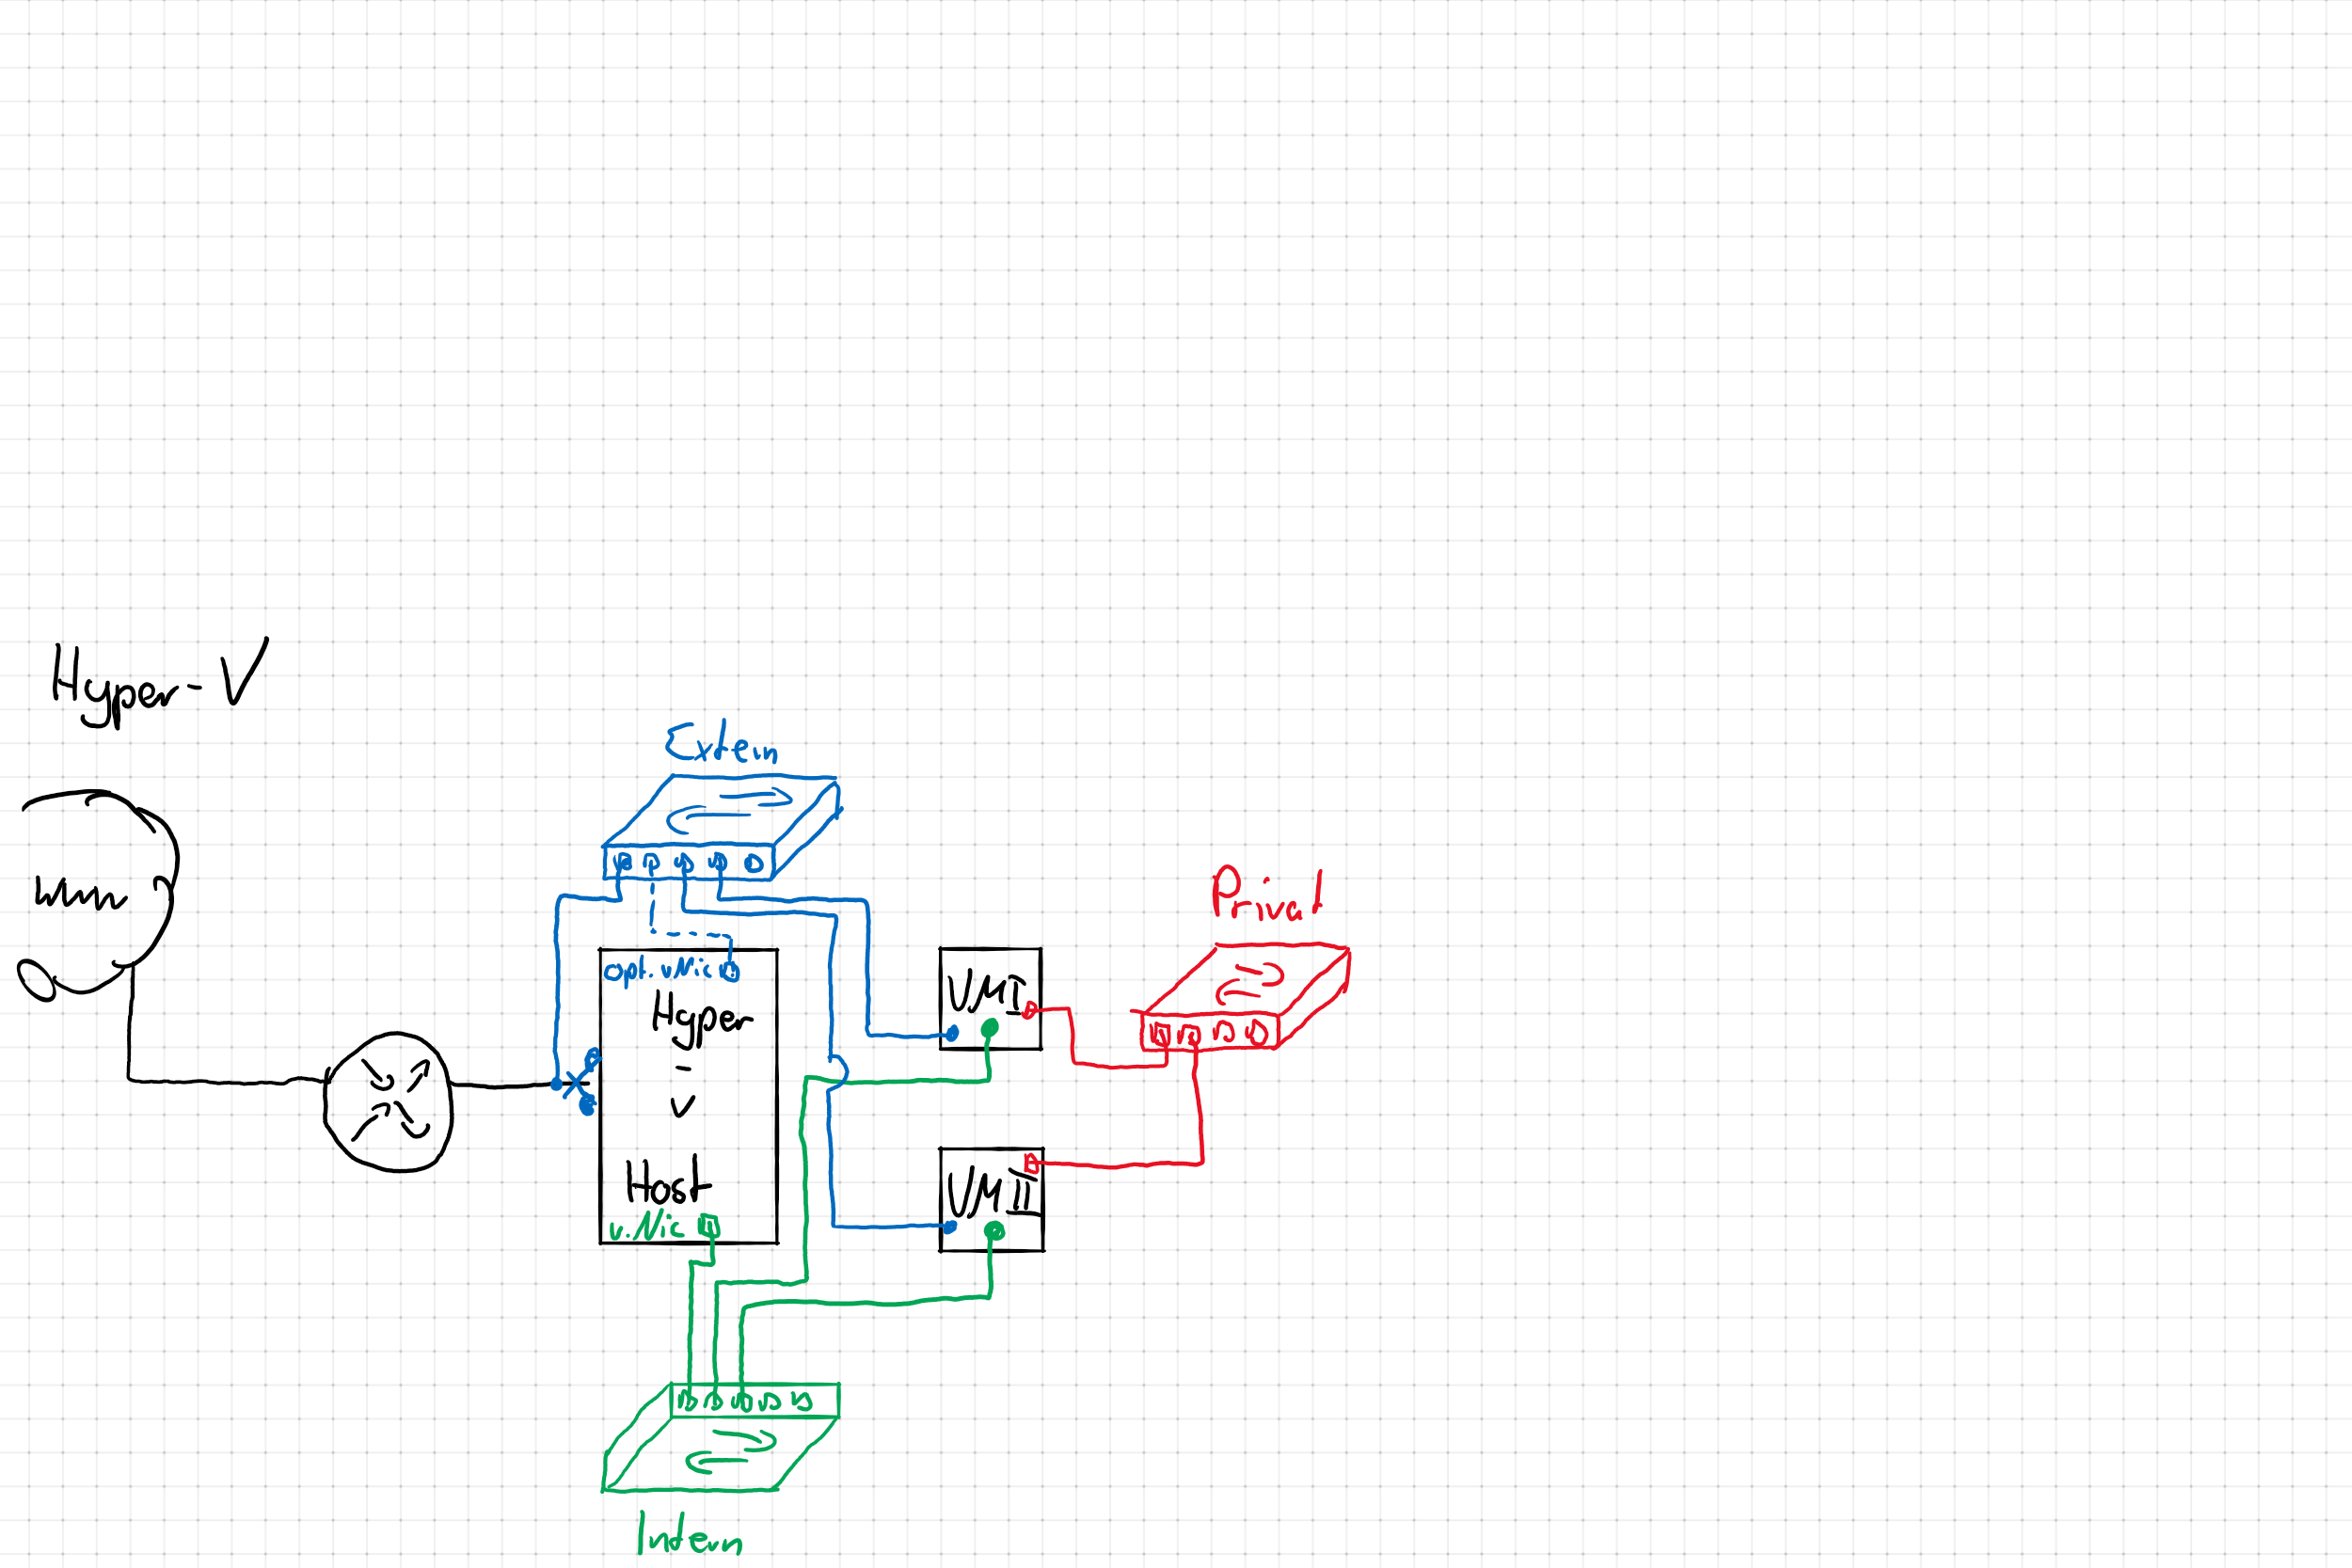 Hyper-V
www
Extern
opt. vNic
Hyper
-
V
Host
v.Nic
VM I
VM II
Privat
Intern